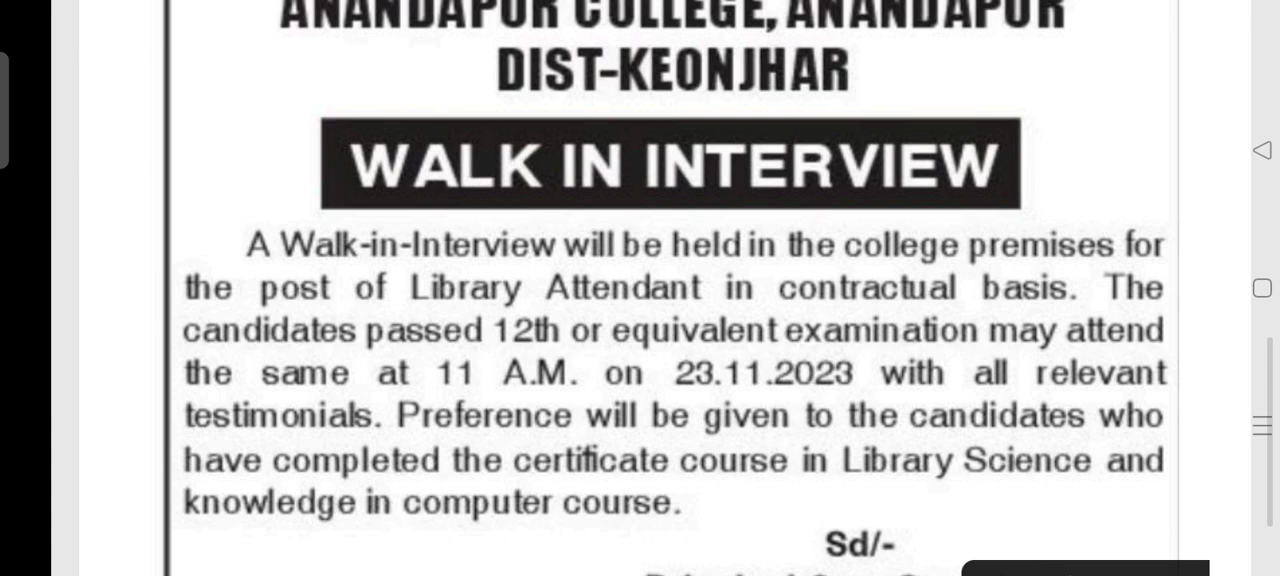 ANANDAPUR COLLEGE, ANANDAPUR
DIST-KEONJHAR
WALK IN INTERVIEW
A Walk-in-Interview will be held in the college premises for
the post of Library Attendant in contractual basis. The
candidates passed 12th or equivalent examination may attend
the same at 11 A.M. on 23.11.2023 with all relevant
testimonials. Preference will be given to the candidates who
have completed the certificate course in Library Science and
knowledge in computer course.
Sd/-